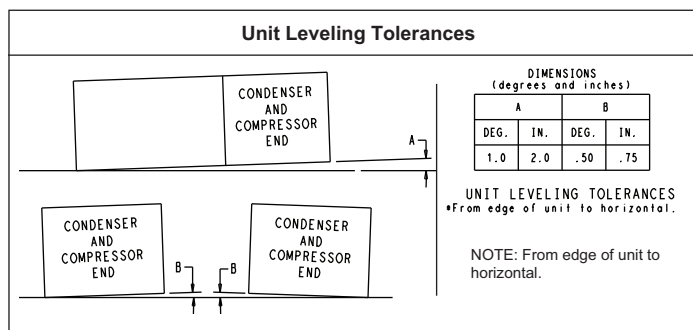 Unit Leveling Tolerances
CONDENSER
AND
COMPRESSOR
END
A
DIMENSIONS
(degrees and inches)
A B
DEG. IN. DEG. IN.
1.0 2.0 .50 .75
UNIT LEVELING TOLERANCES
*From edge of unit to horizontal.
NOTE: From edge of unit to
horizontal.
CONDENSER
AND
COMPRESSOR
END
B
B
CONDENSER
AND
COMPRESSOR
END